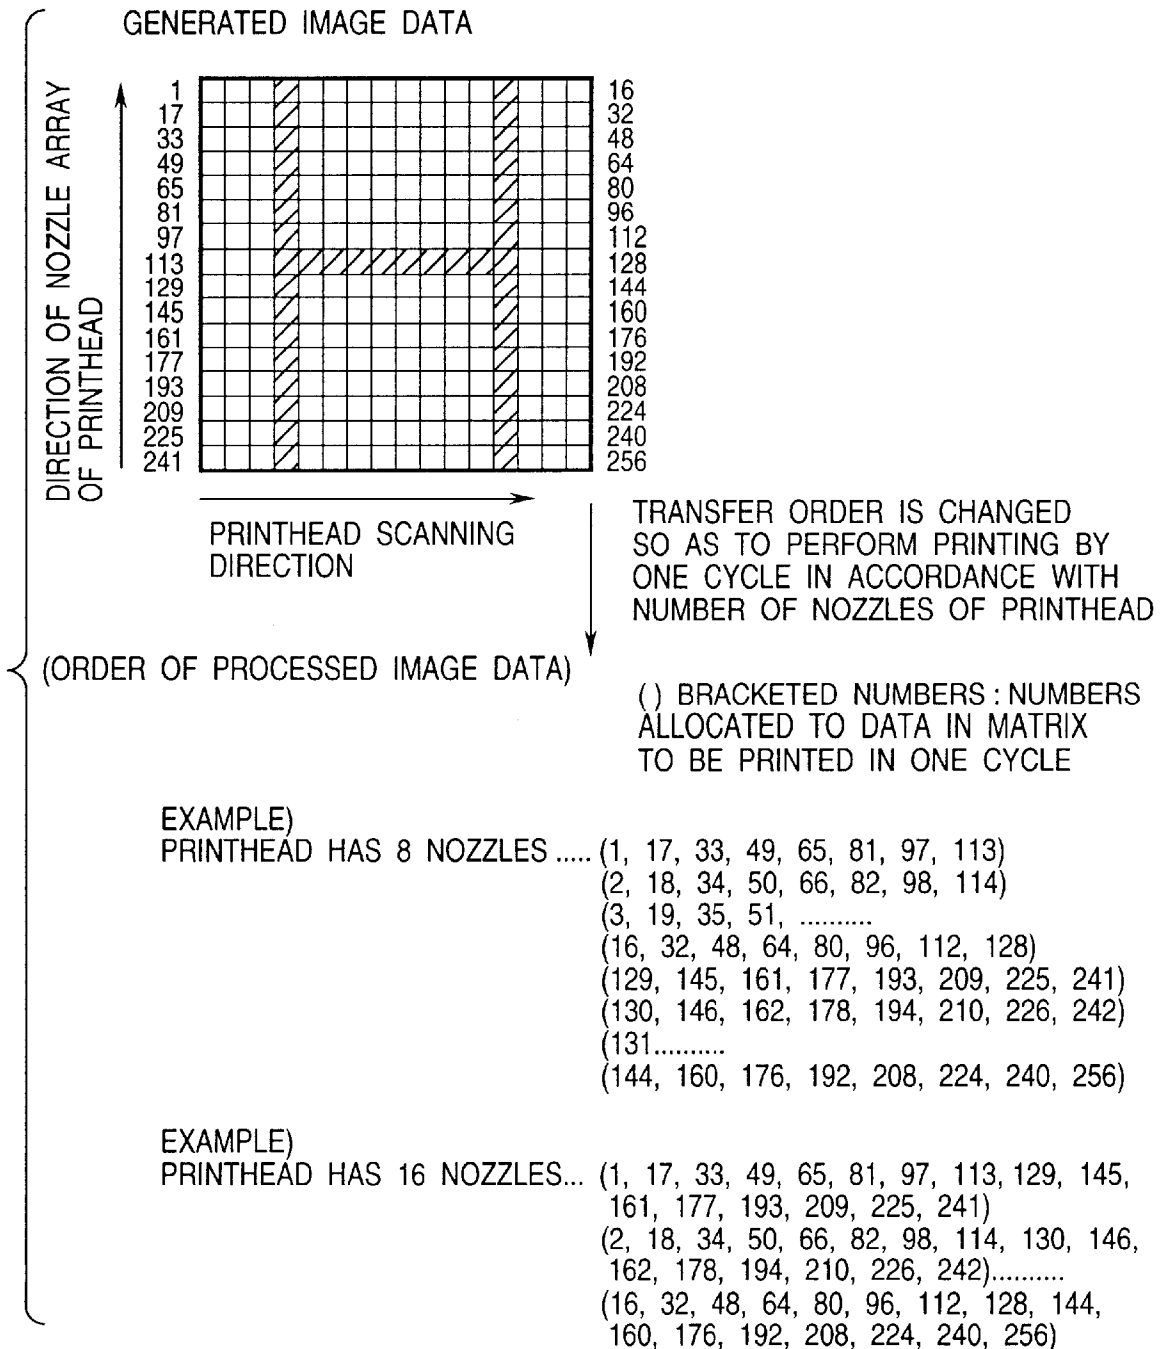 GENERATED IMAGE DATA
DIRECTION OF NOZZLE ARRAY
OF PRINTHEAD
1
17
33
49
65
81
97
113
129
145
161
177
193
209
225
241
16
32
48
64
80
96
112
128
144
160
176
192
208
224
240
256
PRINTHEAD SCANNING
DIRECTION
TRANSFER ORDER IS CHANGED
SO AS TO PERFORM PRINTING BY
ONE CYCLE IN ACCORDANCE WITH
NUMBER OF NOZZLES OF PRINTHEAD
(ORDER OF PROCESSED IMAGE DATA)
( ) BRACKETED NUMBERS : NUMBERS
ALLOCATED TO DATA IN MATRIX
TO BE PRINTED IN ONE CYCLE
EXAMPLE)
PRINTHEAD HAS 8 NOZZLES ..... (1, 17, 33, 49, 65, 81, 97, 113)
(2, 18, 34, 50, 66, 82, 98, 114)
(3, 19, 35, 51, ..........
(16, 32, 48, 64, 80, 96, 112, 128)
(129, 145, 161, 177, 193, 209, 225, 241)
(130, 146, 162, 178, 194, 210, 226, 242)
(131..........
(144, 160, 176, 192, 208, 224, 240, 256)
EXAMPLE)
PRINTHEAD HAS 16 NOZZLES... (1, 17, 33, 49, 65, 81, 97, 113, 129, 145,
161, 177, 193, 209, 225, 241)
(2, 18, 34, 50, 66, 82, 98, 114, 130, 146,
162, 178, 194, 210, 226, 242)..........
(16, 32, 48, 64, 80, 96, 112, 128, 144,
160, 176, 192, 208, 224, 240, 256)